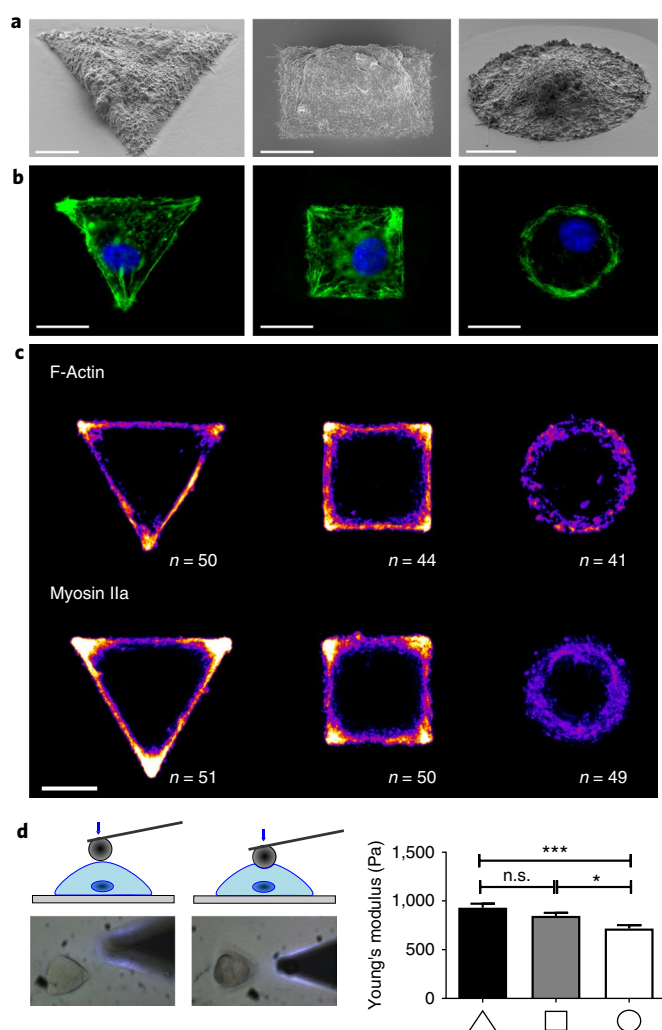 a
b
c
F-Actin
n = 50
n = 44
n = 41
Myosin IIa
n = 51
n = 50
n = 49
d
Young's modulus (Pa)
1,500
1,000
500
0
***
n.s.
*